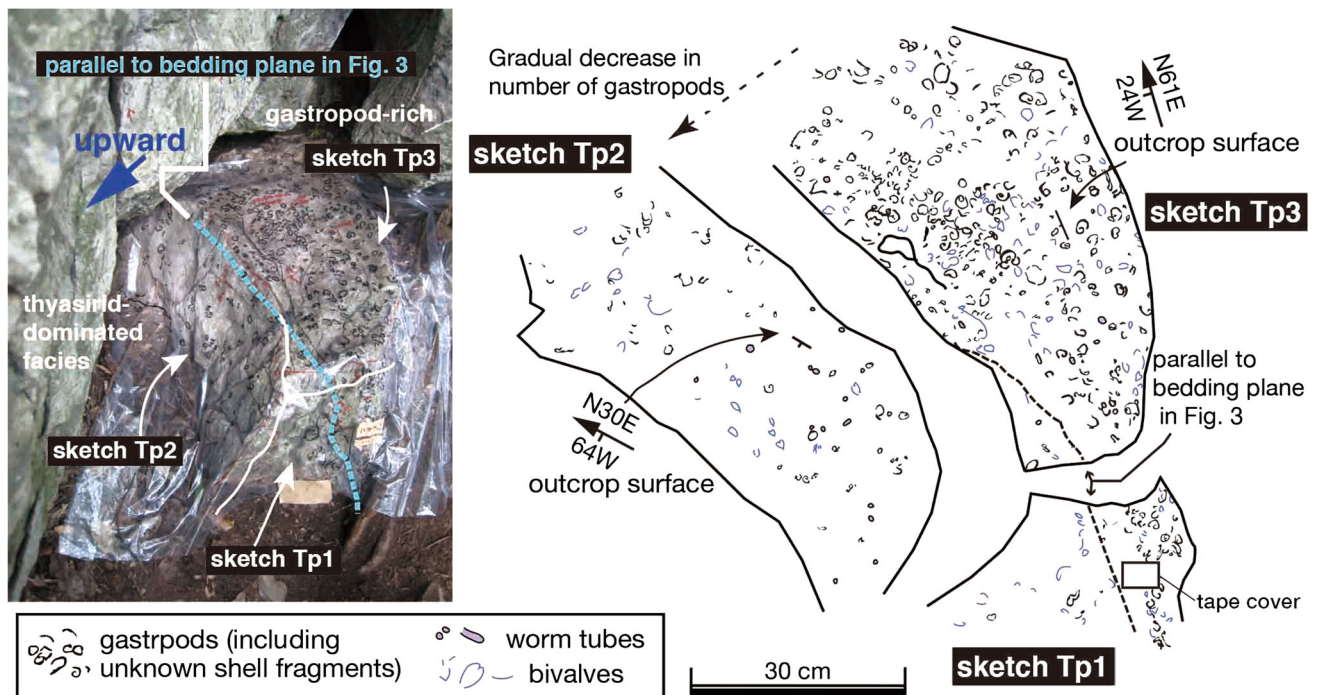 parallel to bedding plane in Fig. 3
gastropod-rich
upward
sketch Tp3
thyasirid-
dominated
facies
sketch Tp2
sketch Tp1
Gradual decrease in
number of gastropods
sketch Tp2
N61E
24W
outcrop surface
sketch Tp3
N30E
64W
outcrop surface
parallel to
bedding plane
in Fig. 3
tape cover
sketch Tp1
gastrpods (including
unknown shell fragments)
worm tubes
bivalves
30 cm